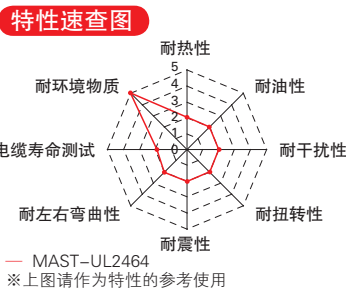 特性速查图
耐热性
5
4
3
2
1
0
耐环境物质
耐油性
电缆寿命测试
耐干扰性
耐左右弯曲性
耐扭转性
耐震性
— MAST-UL2464
※上图请作为特性的参考使用